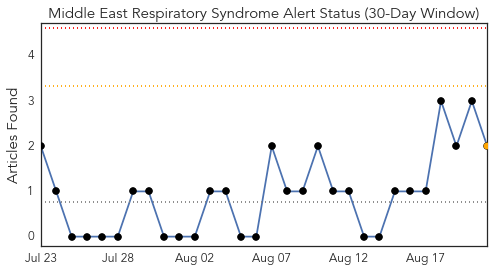 Middle East Respiratory Syndrome Alert Status (30-Day Window)
Articles Found
4
3
2
1
0
Jul 23 Jul 28 Aug 02 Aug 07 Aug 12 Aug 17